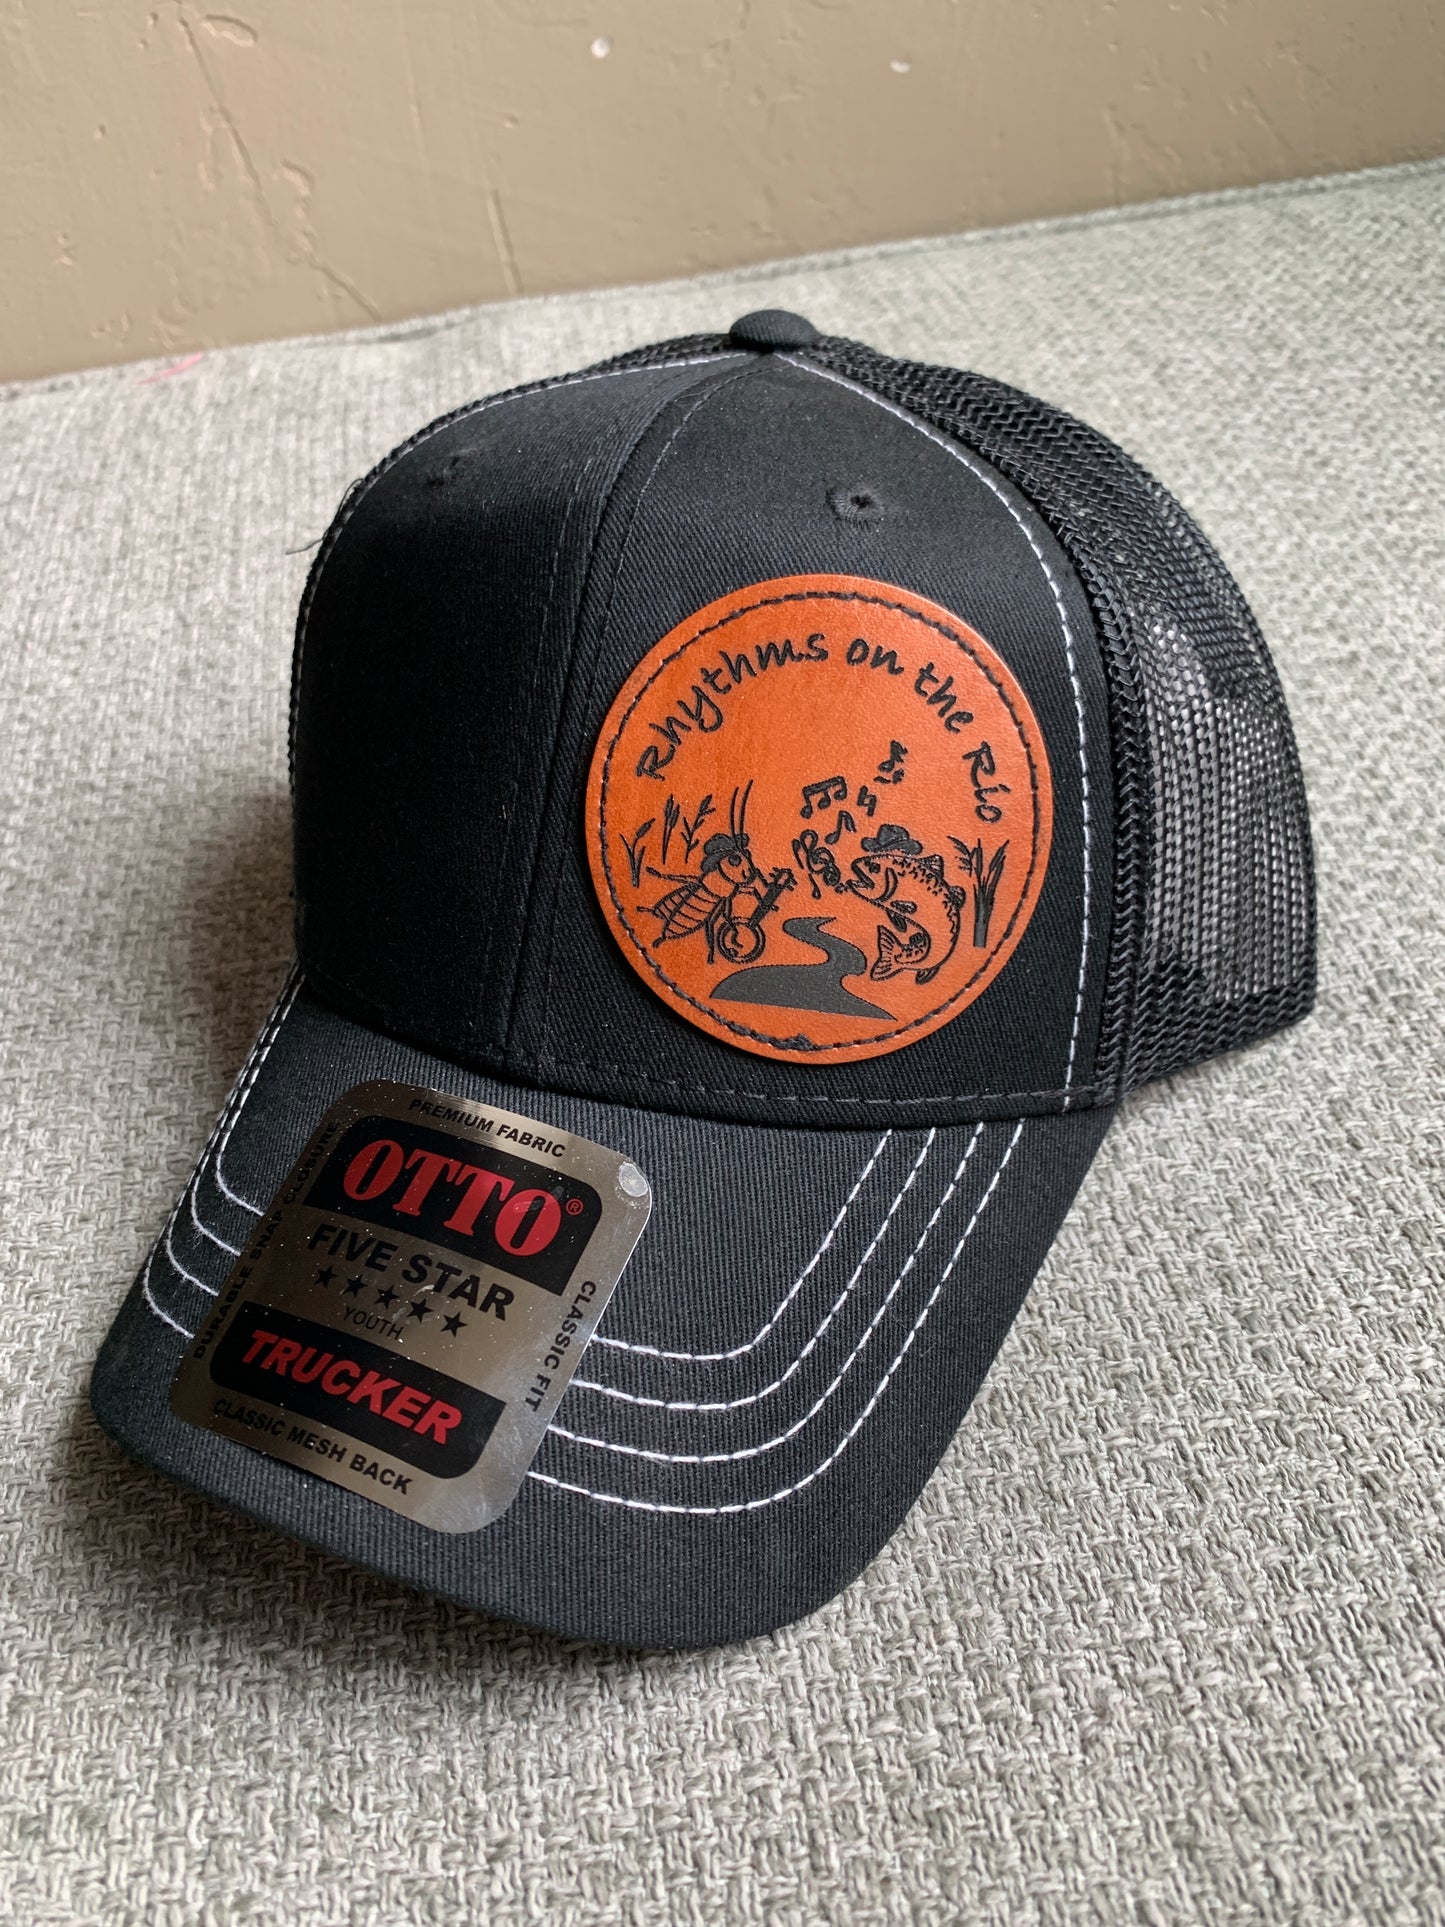 Rhythms on the Rio
PREMIUM FABRIC
OTTO®
FIVE STAR
YOUTH
TRUCKER
CLASSIC MESH BACK
DURABLE SNAP CLOSURE
CLASSIC FIT